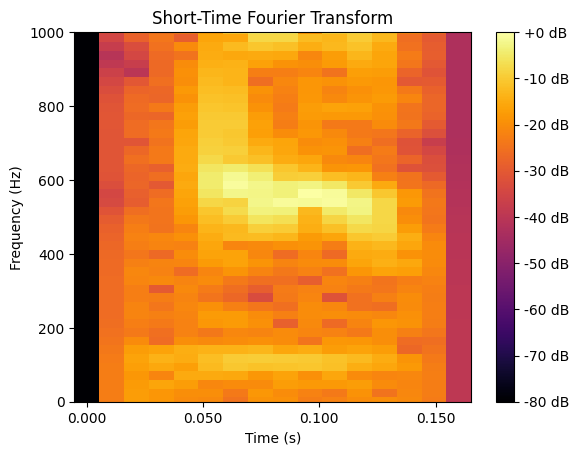 Short-Time Fourier Transform
1000
800
600
400
200
0
Frequency (Hz)
0.000
0.050
0.100
0.150
Time (s)
+0 dB
-10 dB
-20 dB
-30 dB
-40 dB
-50 dB
-60 dB
-70 dB
-80 dB